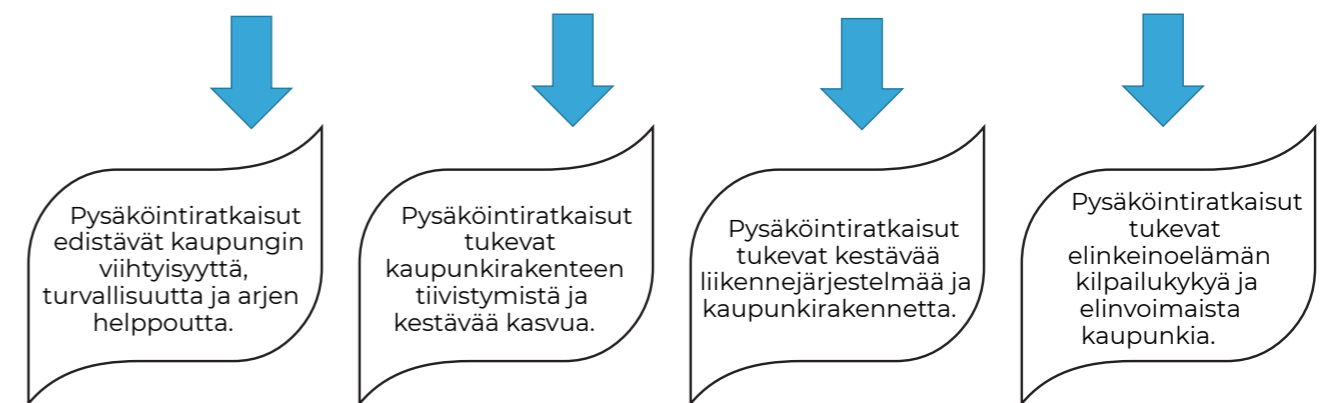 Pysäköintiratkaisut
edistävät kaupungin
viihtyisyyttä,
turvallisuutta ja arjen
helppoutta.
Pysäköintiratkaisut
tukevat
kaupunkirakenteen
tiivistymistä ja
kestävää kasvua.
Pysäköintiratkaisut
tukevat kestävää
liikennejärjestelmää ja
kaupunkirakennetta.
Pysäköintiratkaisut
tukevat
elinkeinoelämän
kilpailukykyä ja
elinvoimaista
kaupunkia.